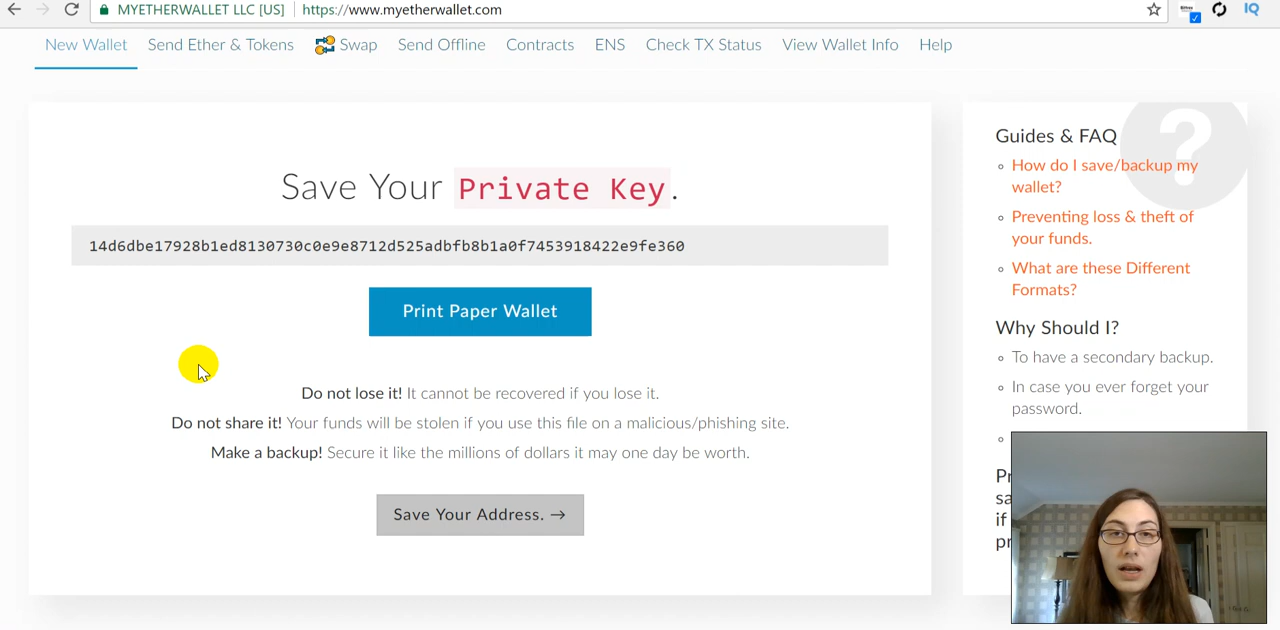 MYETHERWALLET LLC [US] | https://www.myetherwallet.com IQ
New Wallet Send Ether & Tokens Swap Send Offline Contracts ENS Check TX Status View Wallet Info Help
Save Your Private Key.
14d6dbe17928b1ed8130730c0e9e8712d525adbfb8b1a0f7453918422e9fe360
Print Paper Wallet
Do not lose it! It cannot be recovered if you lose it.
Do not share it! Your funds will be stolen if you use this file on a malicious/phishing site.
Make a backup! Secure it like the millions of dollars it may one day be worth.
Save Your Address. →
Guides & FAQ
?
How do I save/backup my
wallet?
Preventing loss & theft of
your funds.
What are these Different
Formats?
Why Should I?
To have a secondary backup.
In case you ever forget your
password.
if